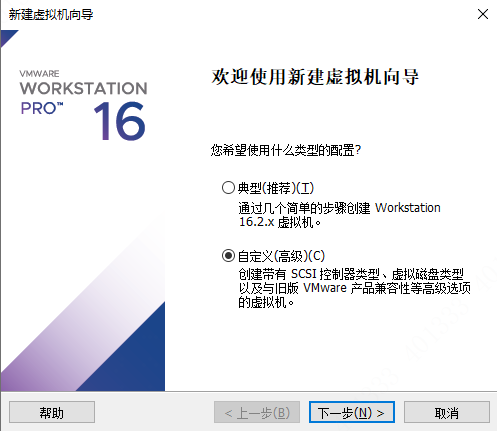 新建虚拟机向导
VMWARE
WORKSTATION
PRO™
16
欢迎使用新建虚拟机向导
您希望使用什么类型的配置?
典型(推荐)(T)
通过几个简单的步骤创建 Workstation
16.2.x 虚拟机。
自定义(高级)(C)
创建带有 SCSI 控制器类型、虚拟磁盘类型
以及与旧版 VMware 产品兼容性等高级选项
的虚拟机。
帮助
< 上一步(B)
下一步(N) >
取消